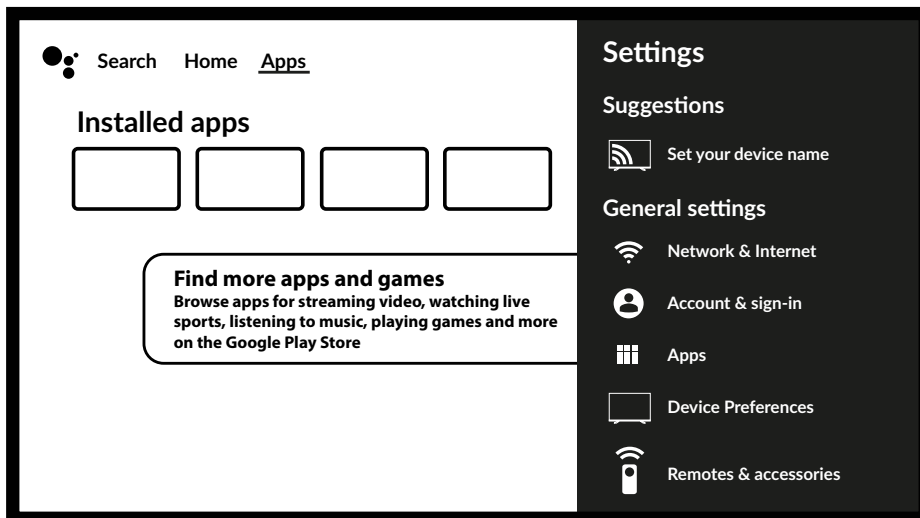 Search Home Apps
Installed apps
Find more apps and games
Browse apps for streaming video, watching live
sports, listening to music, playing games and more
on the Google Play Store
Settings
Suggestions
Set your device name
General settings
Network & Internet
Account & sign-in
Apps
Device Preferences
Remotes & accessories